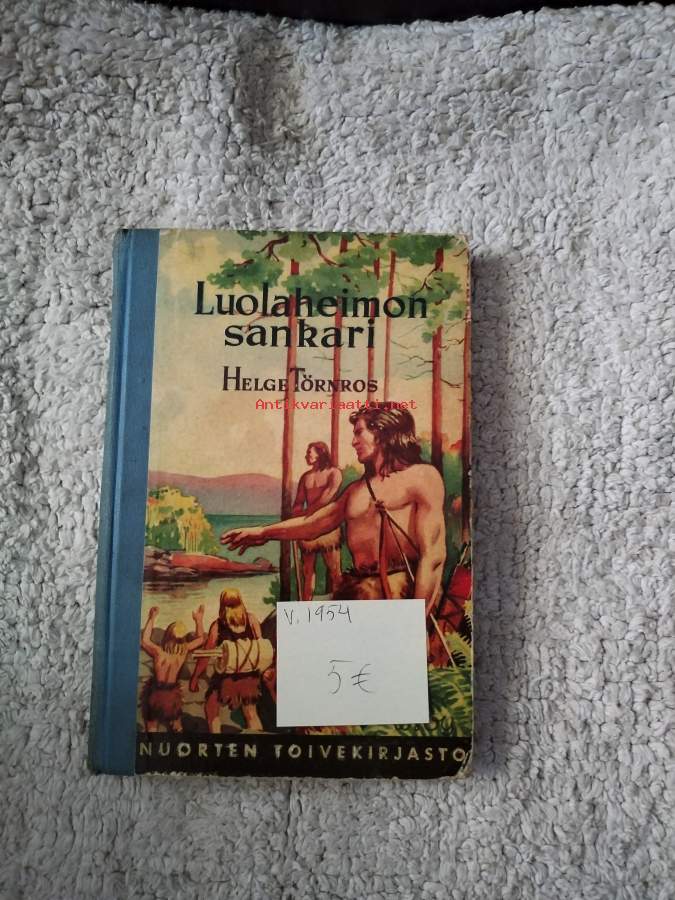 Luolaheimon
sankari
HELGE TÖRNROS
Antikvariaatti.net
V. 1954
5€
NUORTEN TOIVEKIRJASTO